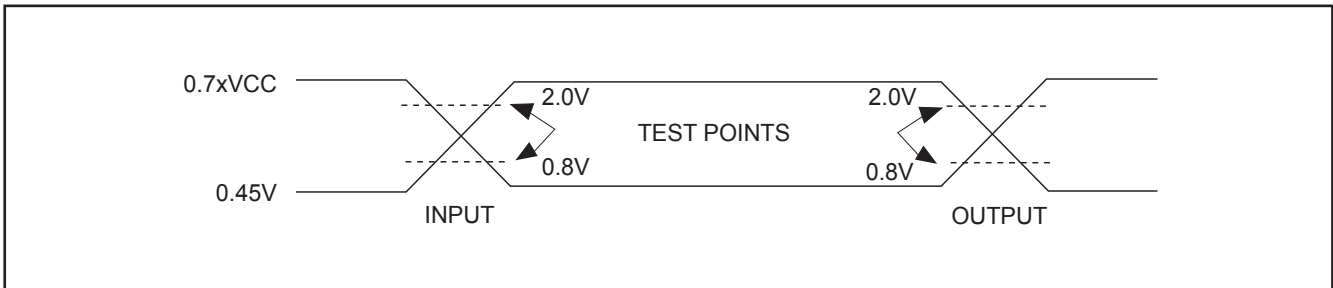 0.7xVCC
2.0V
2.0V
TEST POINTS
0.8V
0.8V
0.45V
INPUT
OUTPUT